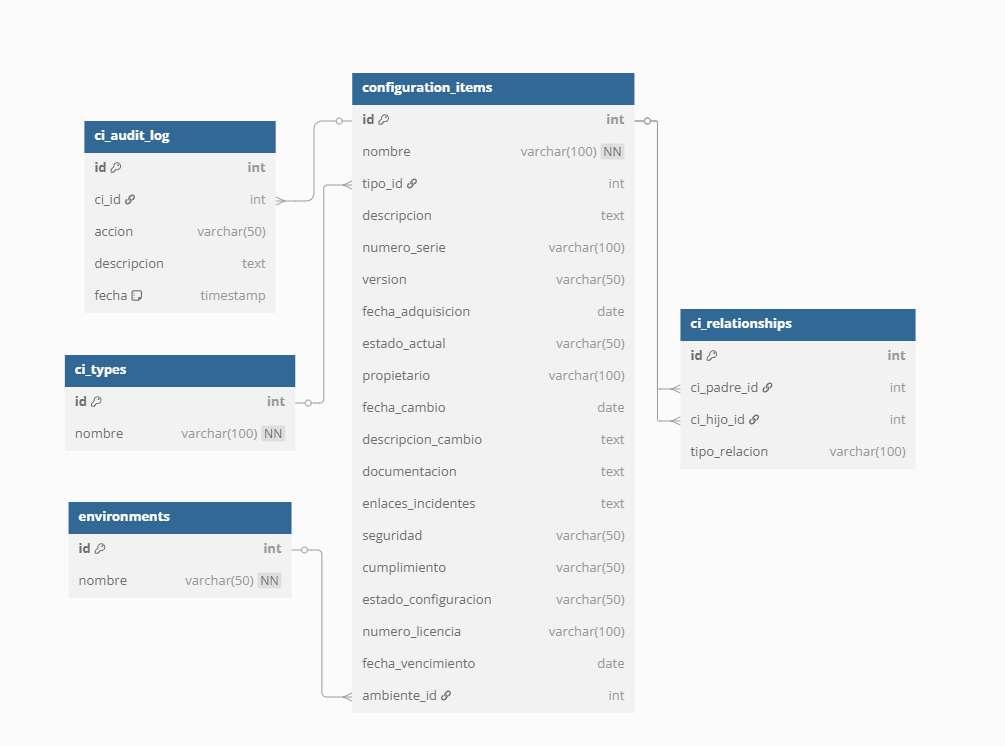 configuration_items
id int
nombre varchar(100) NN
tipo_id int
descripcion text
numero_serie varchar(100)
version varchar(50)
fecha_adquisicion date
estado_actual varchar(50)
propietario varchar(100)
fecha_cambio date
descripcion_cambio text
documentacion text
enlaces_incidentes text
seguridad varchar(50)
cumplimiento varchar(50)
estado_configuracion varchar(50)
numero_licencia varchar(100)
fecha_vencimiento date
ambiente_id int
ci_audit_log
id int
ci_id int
accion varchar(50)
descripcion text
fecha timestamp
ci_types
id int
nombre varchar(100) NN
environments
id int
nombre varchar(50) NN
ci_relationships
id int
ci_padre_id int
ci_hijo_id int
tipo_relacion varchar(100)